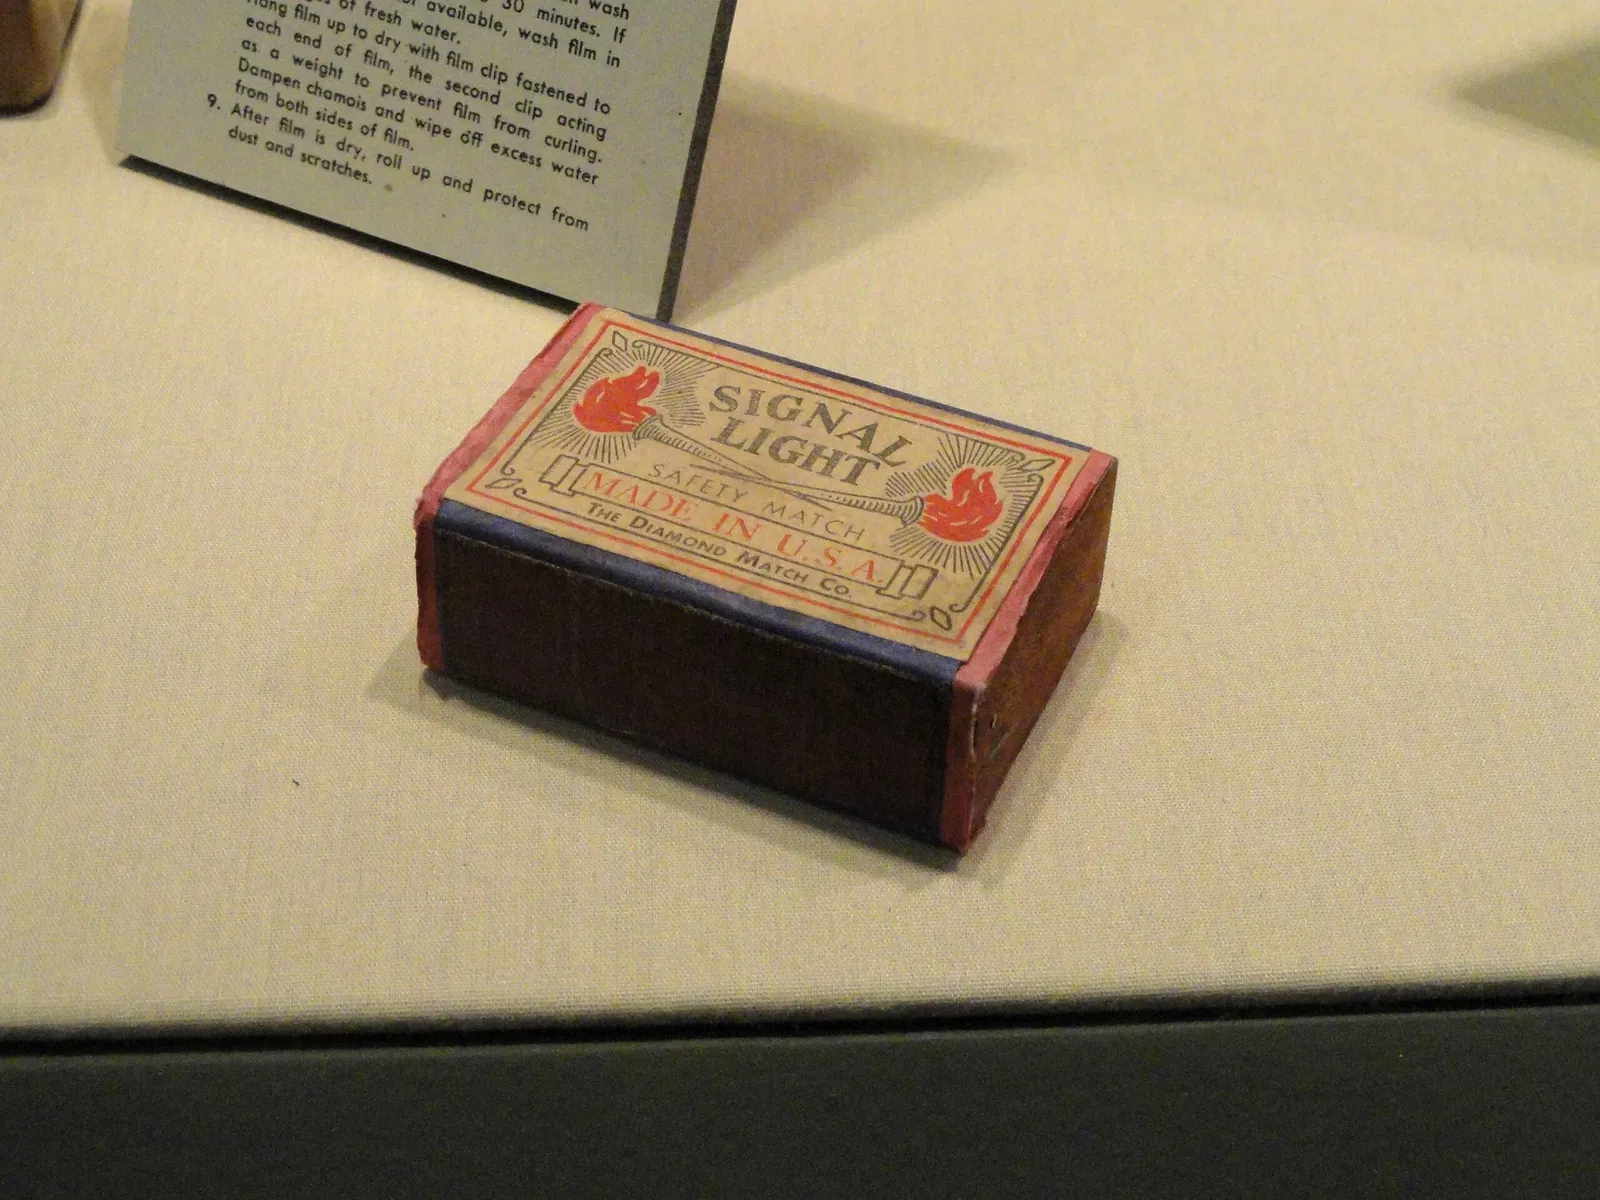 wash
30 minutes. If
available, wash film in
of fresh water.
Hang film up to dry with film clip fastened to
each end of film, the second clip acting
as a weight to prevent film from curling.
Dampen chamois and wipe off excess water
from both sides of film.
9. After film is dry, roll up and protect from
dust and scratches.
SIGNAL
LIGHT
SAFETY MATCH
MADE IN U.S.A.
THE DIAMOND MATCH CO.